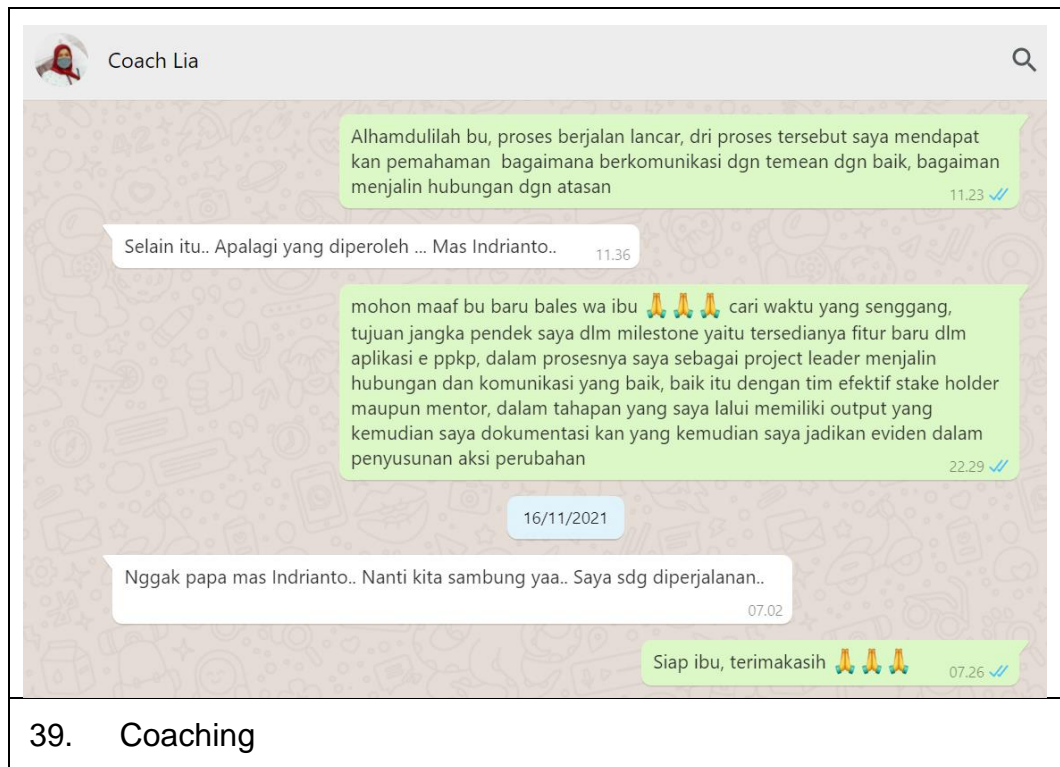 Coach Lia
Alhamdulilah bu, proses berjalan lancar, dri proses tersebut saya mendapat
kan pemahaman bagaimana berkomunikasi dgn temean dgn baik, bagaiman
menjalin hubungan dgn atasan
11.23
Selain itu.. Apalagi yang diperoleh ... Mas Indrianto..
11.36
mohon maaf bu baru bales wa ibu 🙏 🙏 🙏 cari waktu yang senggang,
tujuan jangka pendek saya dlm milestone yaitu tersedianya fitur baru dlm
aplikasi e ppkp, dalam prosesnya saya sebagai project leader menjalin
hubungan dan komunikasi yang baik, baik itu dengan tim efektif stake holder
maupun mentor, dalam tahapan yang saya lalui memiliki output yang
kemudian saya dokumentasi kan yang kemudian saya jadikan eviden dalam
penyusunan aksi perubahan
22.29
16/11/2021
Nggak papa mas Indrianto.. Nanti kita sambung yaa.. Saya sdg diperjalanan..
07.02
Siap ibu, terimakasih 🙏 🙏 🙏
07.26
39. Coaching